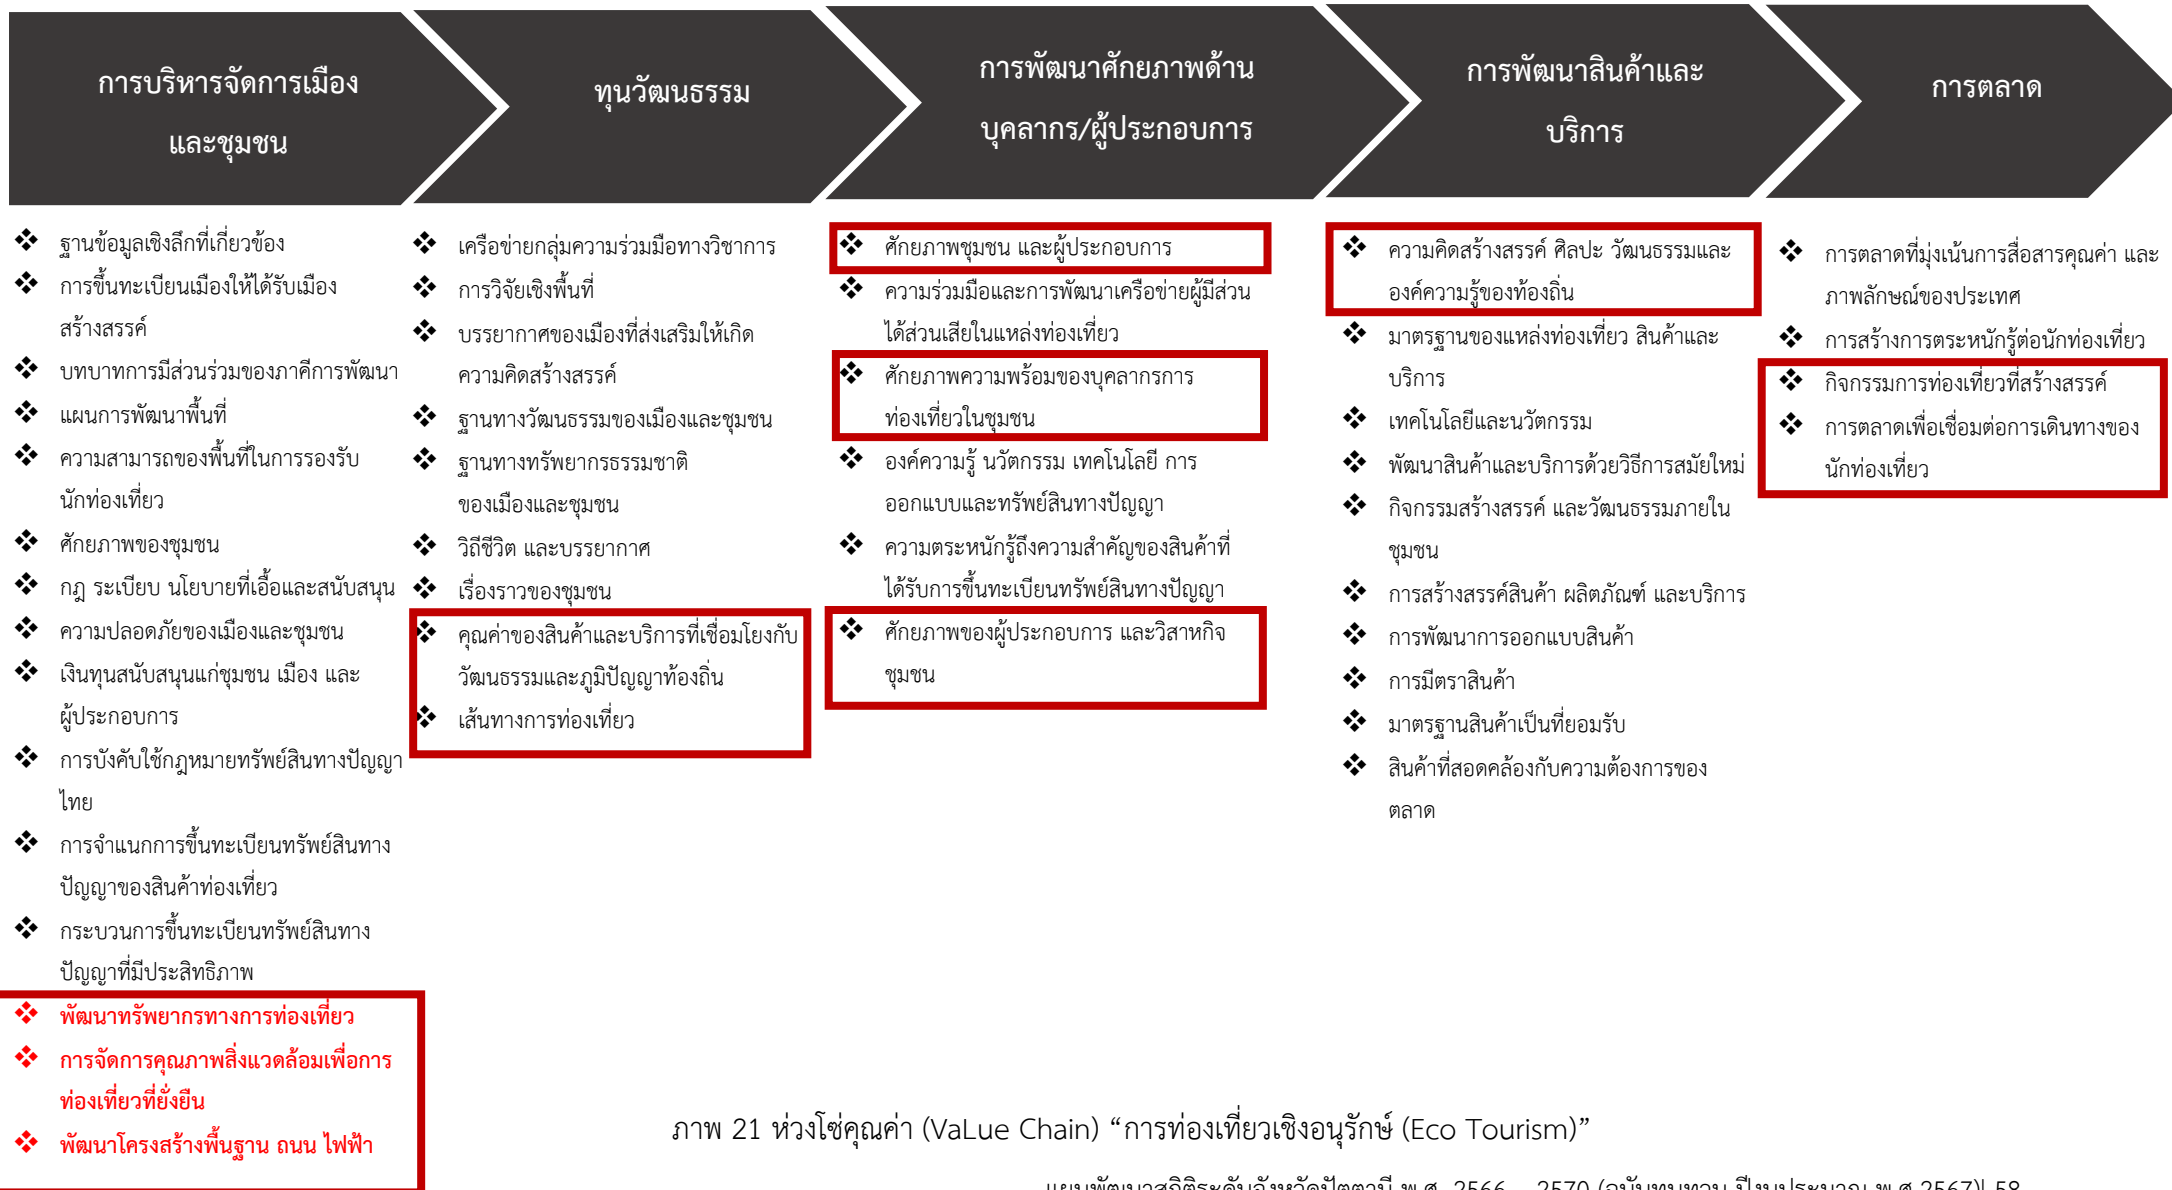 การบริหารจัดการเมือง
และชุมชน
ทุนวัฒนธรรม
การพัฒนาศักยภาพด้าน
บุคลากร/ผู้ประกอบการ
การพัฒนาสินค้าและ
บริการ
การตลาด
❖ ฐานข้อมูลเชิงลึกที่เกี่ยวข้อง
❖ การขึ้นทะเบียนเมืองให้ได้รับเมือง
สร้างสรรค์
❖ บทบาทการมีส่วนร่วมของภาคีการพัฒนา
❖ แผนการพัฒนาพื้นที่
❖ ความสามารถของพื้นที่ในการรองรับ
นักท่องเที่ยว
❖ ศักยภาพของชุมชน
❖ กฎ ระเบียบ นโยบายที่เอื้อและสนับสนุน
❖ ความปลอดภัยของเมืองและชุมชน
❖ เงินทุนสนับสนุนแก่ชุมชน เมือง และ
ผู้ประกอบการ
❖ การบังคับใช้กฎหมายทรัพย์สินทางปัญญา
ไทย
❖ การจำแนกการขึ้นทะเบียนทรัพย์สินทาง
ปัญญาของสินค้าท่องเที่ยว
❖ กระบวนการขึ้นทะเบียนทรัพย์สินทาง
ปัญญาที่มีประสิทธิภาพ
❖ พัฒนาทรัพยากรทางการท่องเที่ยว
❖ การจัดการคุณภาพสิ่งแวดล้อมเพื่อการ
ท่องเที่ยวที่ยั่งยืน
❖ พัฒนาโครงสร้างพื้นฐาน ถนน ไฟฟ้า
❖ เครือข่ายกลุ่มความร่วมมือทางวิชาการ
❖ การวิจัยเชิงพื้นที่
❖ บรรยากาศของเมืองที่ส่งเสริมให้เกิด
ความคิดสร้างสรรค์
❖ ฐานทางวัฒนธรรมของเมืองและชุมชน
❖ ฐานทางทรัพยากรธรรมชาติ
ของเมืองและชุมชน
❖ วิถีชีวิต และบรรยากาศ
❖ เรื่องราวของชุมชน
❖ คุณค่าของสินค้าและบริการที่เชื่อมโยงกับ
วัฒนธรรมและภูมิปัญญาท้องถิ่น
❖ เส้นทางการท่องเที่ยว
❖ ศักยภาพชุมชน และผู้ประกอบการ
❖ ความร่วมมือและการพัฒนาเครือข่ายผู้มีส่วน
ได้ส่วนเสียในแหล่งท่องเที่ยว
❖ ศักยภาพความพร้อมของบุคลากรการ
ท่องเที่ยวในชุมชน
❖ องค์ความรู้ นวัตกรรม เทคโนโลยี การ
ออกแบบและทรัพย์สินทางปัญญา
❖ ความตระหนักรู้ถึงความสำคัญของสินค้าที่
ได้รับการขึ้นทะเบียนทรัพย์สินทางปัญญา
❖ ศักยภาพของผู้ประกอบการ และวิสาหกิจ
ชุมชน
❖ ความคิดสร้างสรรค์ ศิลปะ วัฒนธรรมและ
องค์ความรู้ของท้องถิ่น
❖ มาตรฐานของแหล่งท่องเที่ยว สินค้าและ
บริการ
❖ เทคโนโลยีและนวัตกรรม
❖ พัฒนาสินค้าและบริการด้วยวิธีการสมัยใหม่
❖ กิจกรรมสร้างสรรค์ และวัฒนธรรมภายใน
ชุมชน
❖ การสร้างสรรค์สินค้า ผลิตภัณฑ์ และบริการ
❖ การพัฒนาการออกแบบสินค้า
❖ การมีตราสินค้า
❖ มาตรฐานสินค้าเป็นที่ยอมรับ
❖ สินค้าที่สอดคล้องกับความต้องการของ
ตลาด
❖ การตลาดที่มุ่งเน้นการสื่อสารคุณค่า และ
ภาพลักษณ์ของประเทศ
❖ การสร้างการตระหนักรู้ต่อนักท่องเที่ยว
❖ กิจกรรมการท่องเที่ยวที่สร้างสรรค์
❖ การตลาดเพื่อเชื่อมต่อการเดินทางของ
นักท่องเที่ยว
ภาพ 21 ห่วงโซ่คุณค่า (VaLue Chain) “การท่องเที่ยวเชิงอนุรักษ์ (Eco Tourism)”
แผนพัฒนาสถิติระดับจังหวัดปัตตานี พ.ศ. 2566 – 2570 (ฉบับทบทวน ปีงบประมาณ พ.ศ.2567)| 58